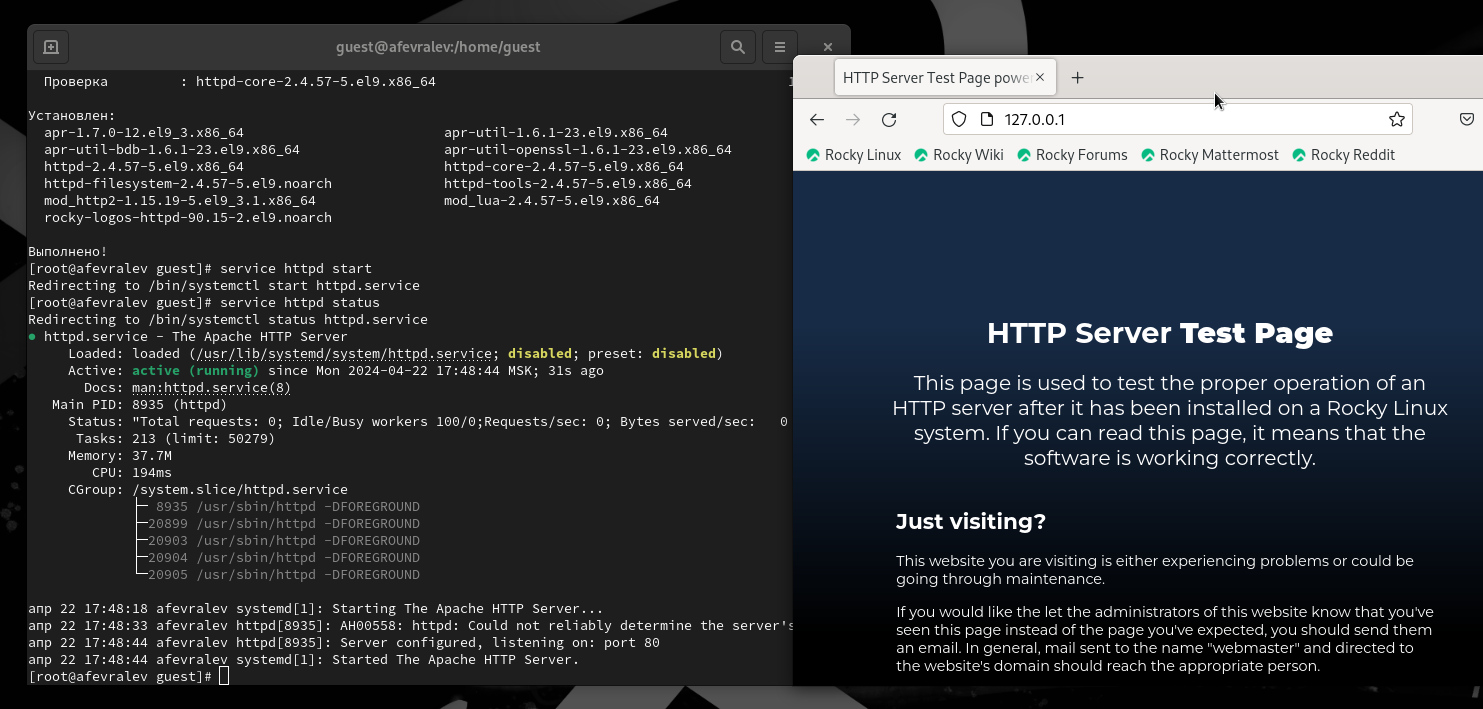 guest@afevralev:/home/guest
Проверка : httpd-core-2.4.57-5.el9.x86_64
Установлен:
apr-1.7.0-12.el9_3.x86_64 apr-util-1.6.1-23.el9.x86_64
apr-util-bdb-1.6.1-23.el9.x86_64 apr-util-openssl-1.6.1-23.el9.x86_64
httpd-2.4.57-5.el9.x86_64 httpd-core-2.4.57-5.el9.x86_64
httpd-filesystem-2.4.57-5.el9.noarch httpd-tools-2.4.57-5.el9.x86_64
mod_http2-1.15.19-5.el9_3.1.x86_64 mod_lua-2.4.57-5.el9.x86_64
rocky-logos-httpd-90.15-2.el9.noarch
Выполнено!
[root@afevralev guest]# service httpd start
Redirecting to /bin/systemctl start httpd.service
[root@afevralev guest]# service httpd status
Redirecting to /bin/systemctl status httpd.service
● httpd.service - The Apache HTTP Server
Loaded: loaded (/usr/lib/systemd/system/httpd.service; disabled; preset: disabled)
Active: active (running) since Mon 2024-04-22 17:48:44 MSK; 31s ago
Docs: man:httpd.service(8)
Main PID: 8935 (httpd)
Status: "Total requests: 0; Idle/Busy workers 100/0;Requests/sec: 0; Bytes served/sec:   0
Tasks: 213 (limit: 50279)
Memory: 37.7M
CPU: 194ms
CGroup: /system.slice/httpd.service
├─ 8935 /usr/sbin/httpd -DFOREGROUND
├─20899 /usr/sbin/httpd -DFOREGROUND
├─20903 /usr/sbin/httpd -DFOREGROUND
├─20904 /usr/sbin/httpd -DFOREGROUND
└─20905 /usr/sbin/httpd -DFOREGROUND
апр 22 17:48:18 afevralev systemd[1]: Starting The Apache HTTP Server...
апр 22 17:48:33 afevralev httpd[8935]: AH00558: httpd: Could not reliably determine the server's
апр 22 17:48:44 afevralev httpd[8935]: Server configured, listening on: port 80
апр 22 17:48:44 afevralev systemd[1]: Started The Apache HTTP Server.
[root@afevralev guest]#
HTTP Server Test Page power
127.0.0.1
Rocky Linux Rocky Wiki Rocky Forums Rocky Mattermost Rocky Reddit
HTTP Server Test Page
This page is used to test the proper operation of an
HTTP server after it has been installed on a Rocky Linux
system. If you can read this page, it means that the
software is working correctly.
Just visiting?
This website you are visiting is either experiencing problems or could be
going through maintenance.
If you would like the let the administrators of this website know that you've
seen this page instead of the page you've expected, you should send them
an email. In general, mail sent to the name "webmaster" and directed to
the website's domain should reach the appropriate person.